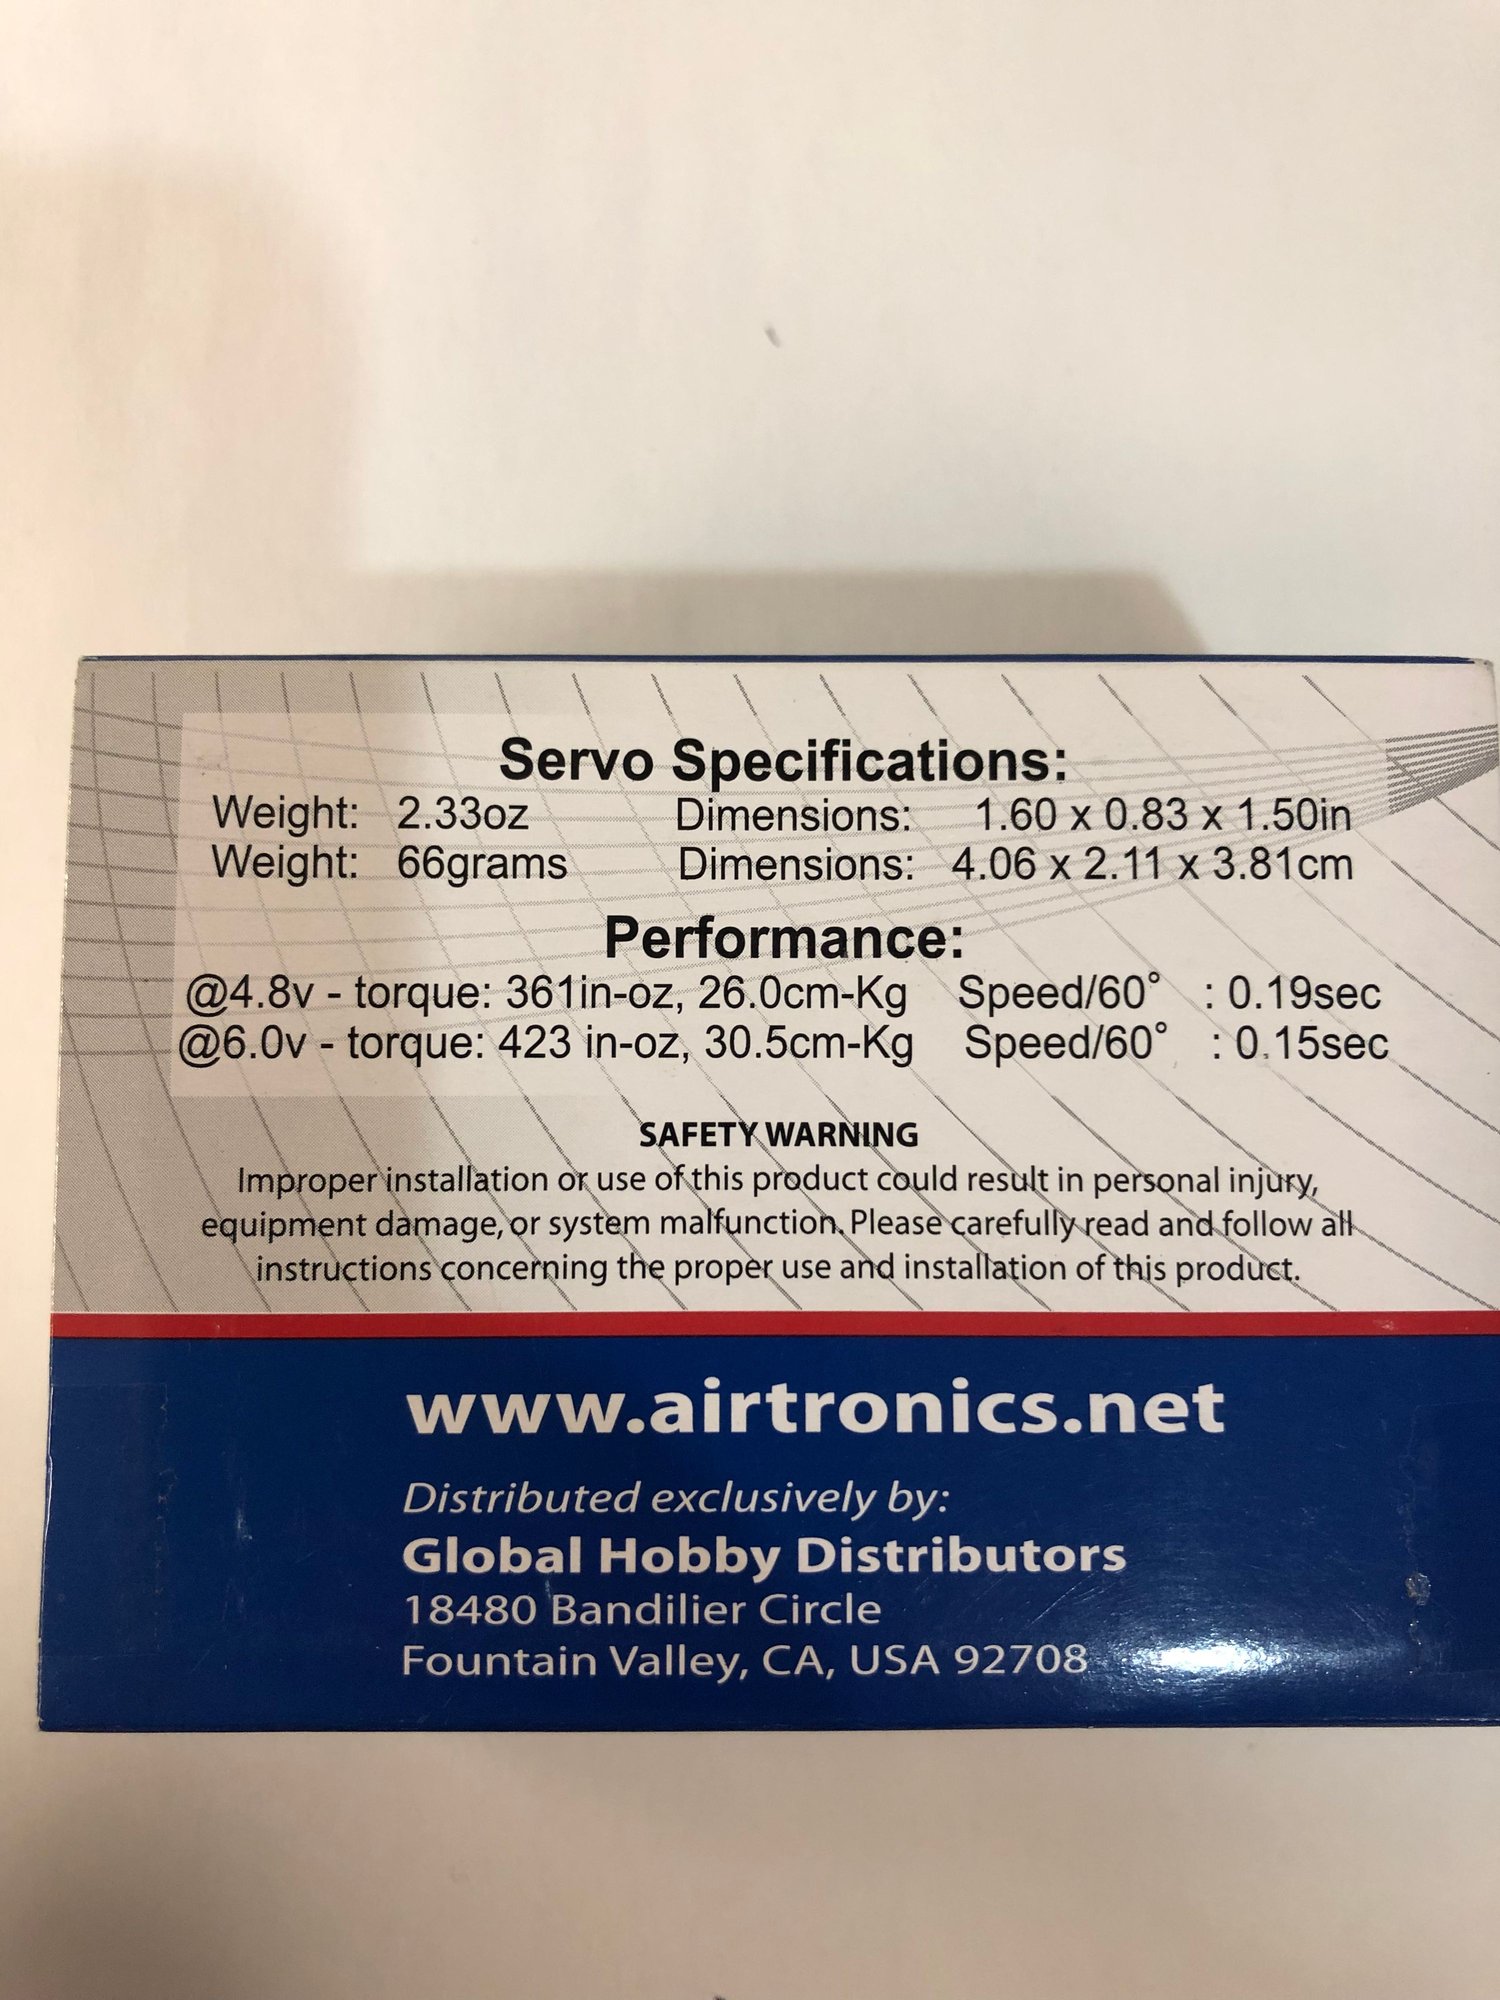 Servo Specifications:
Weight: 2.33oz Dimensions: 1.60 x 0.83 x 1.50in
Weight: 66grams Dimensions: 4.06 x 2.11 x 3.81cm
Performance:
@4.8v - torque: 361in-oz, 26.0cm-Kg Speed/60° : 0.19sec
@6.0v - torque: 423 in-oz, 30.5cm-Kg Speed/60° : 0.15sec
SAFETY WARNING
Improper installation or use of this product could result in personal injury,
equipment damage, or system malfunction. Please carefully read and follow all
instructions concerning the proper use and installation of this product.
www.airtronics.net
Distributed exclusively by:
Global Hobby Distributors
18480 Bandilier Circle
Fountain Valley, CA, USA 92708